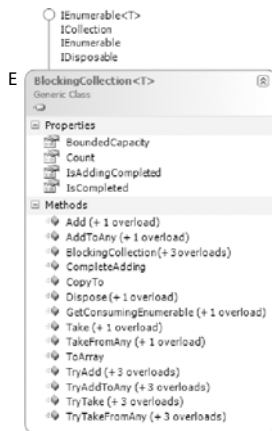 IEnumerable<T>
ICollection
IEnumerable
IDisposable
E
BlockingCollection<T>
Generic Class
Properties
BoundedCapacity
Count
IsAddingCompleted
IsCompleted
Methods
Add (+ 1 overload)
AddToAny (+ 1 overload)
BlockingCollection (+ 3 overloads)
CompleteAdding
CopyTo
Dispose (+ 1 overload)
GetConsumingEnumerable (+ 1 overload)
Take (+ 1 overload)
TakeFromAny (+ 1 overload)
ToArray
TryAdd (+ 3 overloads)
TryAddToAny (+ 3 overloads)
TryTake (+ 3 overloads)
TryTakeFromAny (+ 3 overloads)